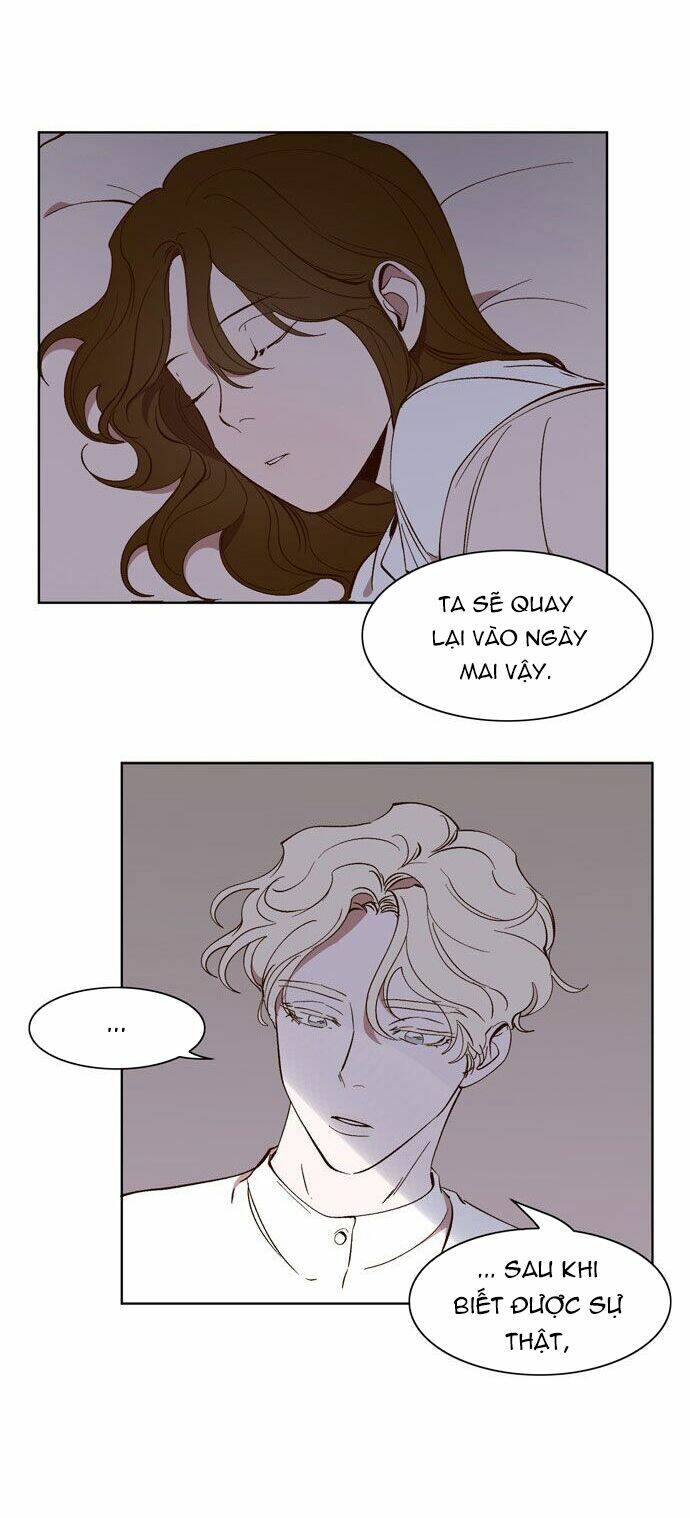 TA SẼ QUAY
LẠI VÀO NGÀY
MAI VẬY.
...
... SAU KHI
BIẾT ĐƯỢC SỰ
THẬT,